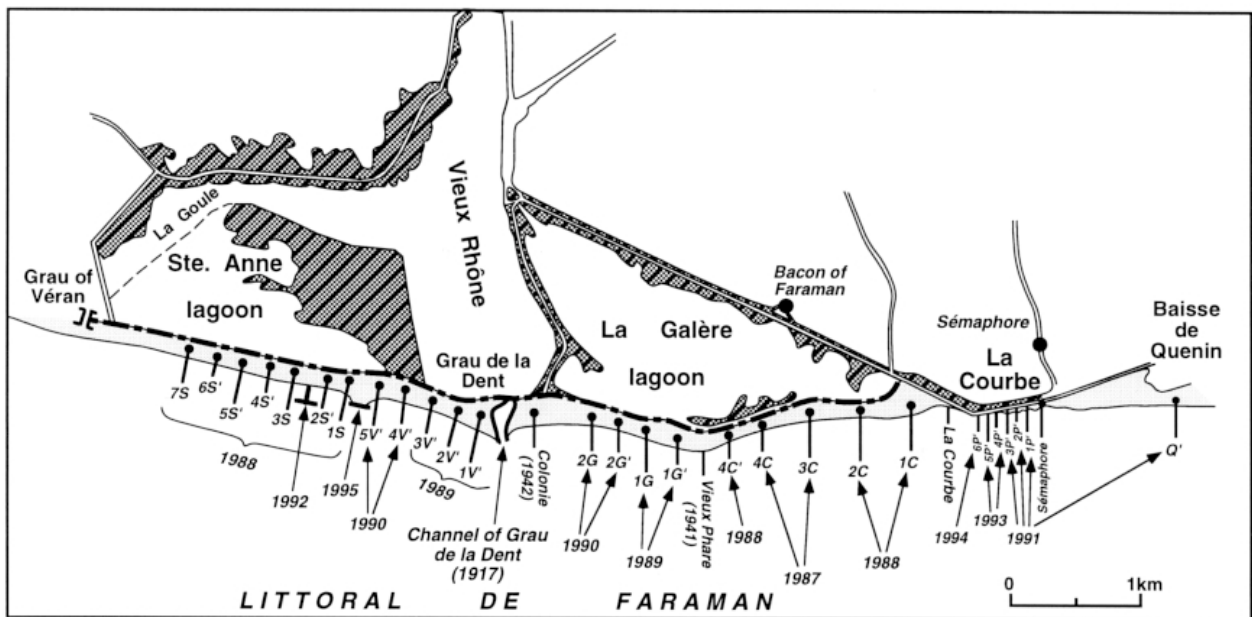 La Goule
Vieux Rhône
Grau of
Véran
Ste. Anne
lagoon
Grau de la
Dent
La Galère
lagoon
Bacon of
Faraman
Sémaphore
La
Courbe
Baisse
de
Quenin
7S
6S'
5S'
4S'
3S
2S'
1S
5V'
4V'
3V'
2V'
1V'
Colonie
(1942)
2G
2G'
1G
1G'
Vieux Phare
(1941)
4C'
4C
3C
2C
1C
La Courbe
6P'
5P'
4P'
3P'
2P'
1P'
Sémaphore
Q'
1988
1992
1995
1990
1989
Channel of Grau
de la Dent
(1917)
1990
1989
1988
1987
1988
1994
1993
1991
0 1km
LITTORAL DE FARAMAN